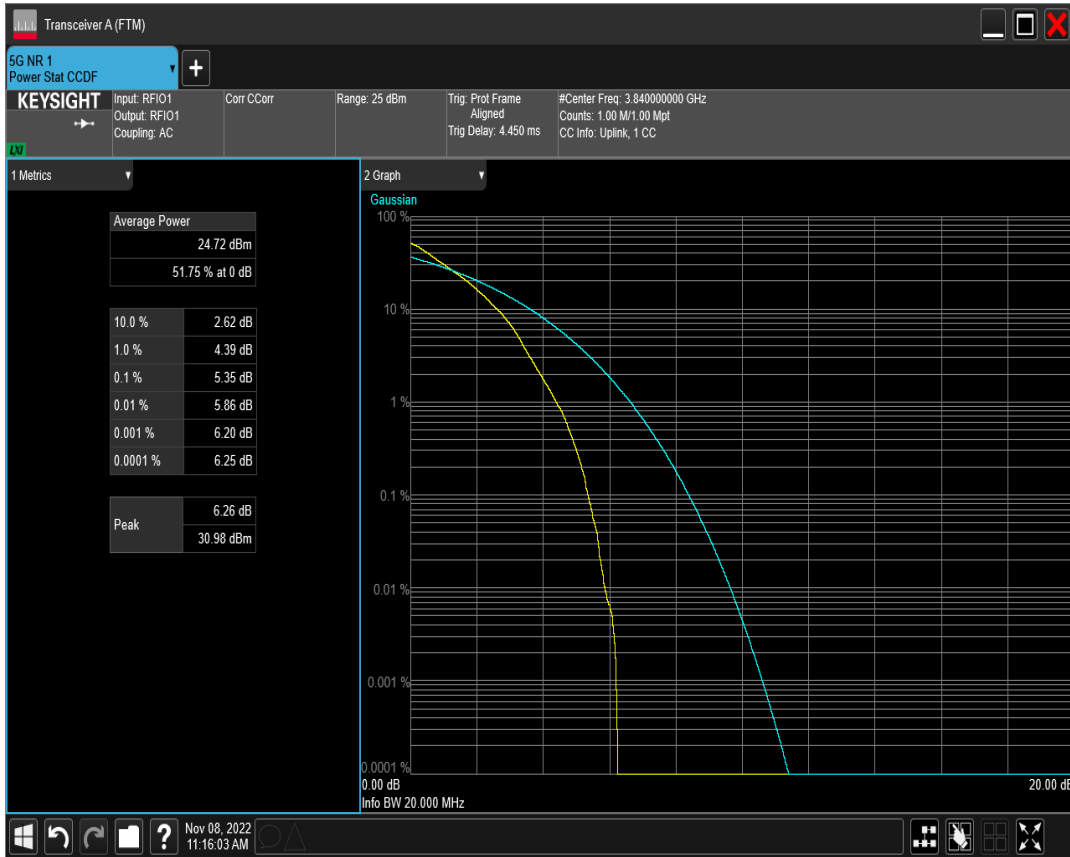 Transceiver A (FTM)
5G NR 1
Power Stat CCDF
+
KEYSIGHT
LXI
Input: RFIO1
Output: RFIO1
Coupling: AC
Corr CCorr
Range: 25 dBm
Trig: Prot Frame
Aligned
Trig Delay: 4.450 ms
#Center Freq: 3.840000000 GHz
Counts: 1.00 M/1.00 Mpt
CC Info: Uplink, 1 CC
1 Metrics
Average Power
24.72 dBm
51.75 % at 0 dB
10.0 % 2.62 dB
1.0 % 4.39 dB
0.1 % 5.35 dB
0.01 % 5.86 dB
0.001 % 6.20 dB
0.0001 % 6.25 dB
Peak
6.26 dB
30.98 dBm
2 Graph
Gaussian
100 %
10 %
1 %
0.1 %
0.01 %
0.001 %
0.0001 %
0.00 dB 20.00 dB
Info BW 20.000 MHz
?
Nov 08, 2022
11:16:03 AM